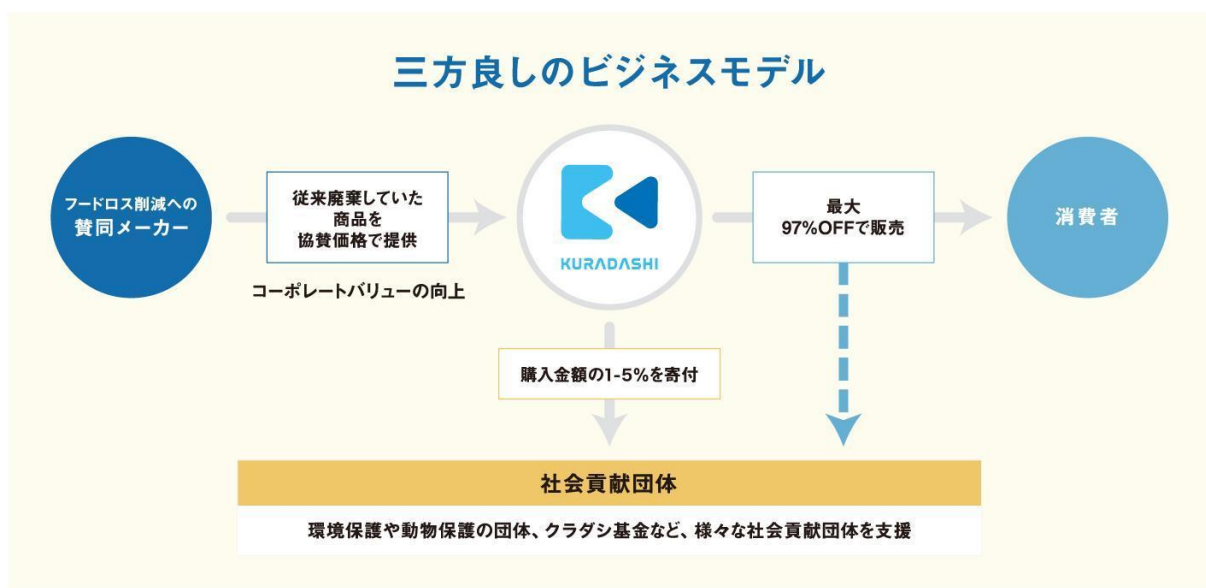 三方良しのビジネスモデル
フードロス削減への
賛同メーカー
従来廃棄していた
商品を
協賛価格で提供
コーポレートバリューの向上
KURADASHI
最大
97%OFFで販売
消費者
購入金額の1-5%を寄付
社会貢献団体
環境保護や動物保護の団体、クラダシ基金など、様々な社会貢献団体を支援